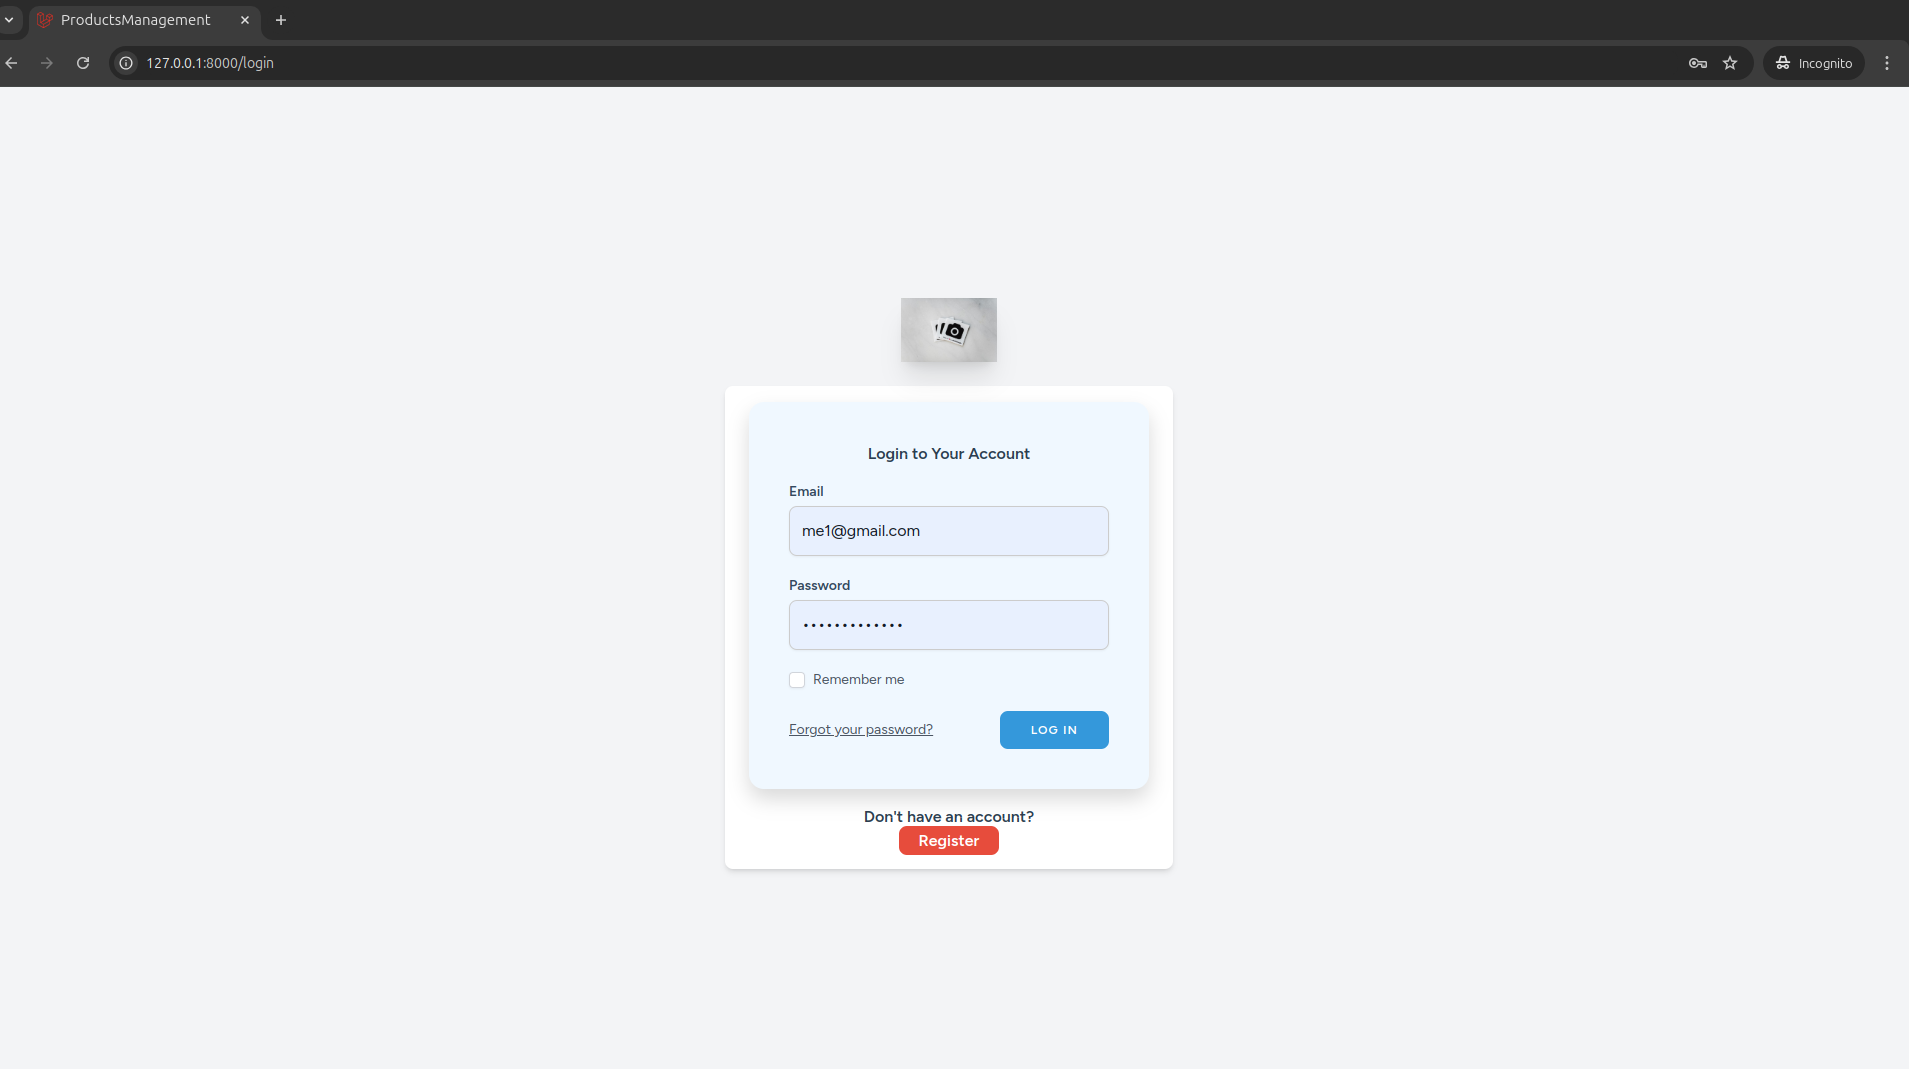 ProductsManagement
127.0.0.1:8000/login
Incognito
Login to Your Account
Email
me1@gmail.com
Password
•••••••••••••
Remember me
Forgot your password?
LOG IN
Don't have an account?
Register